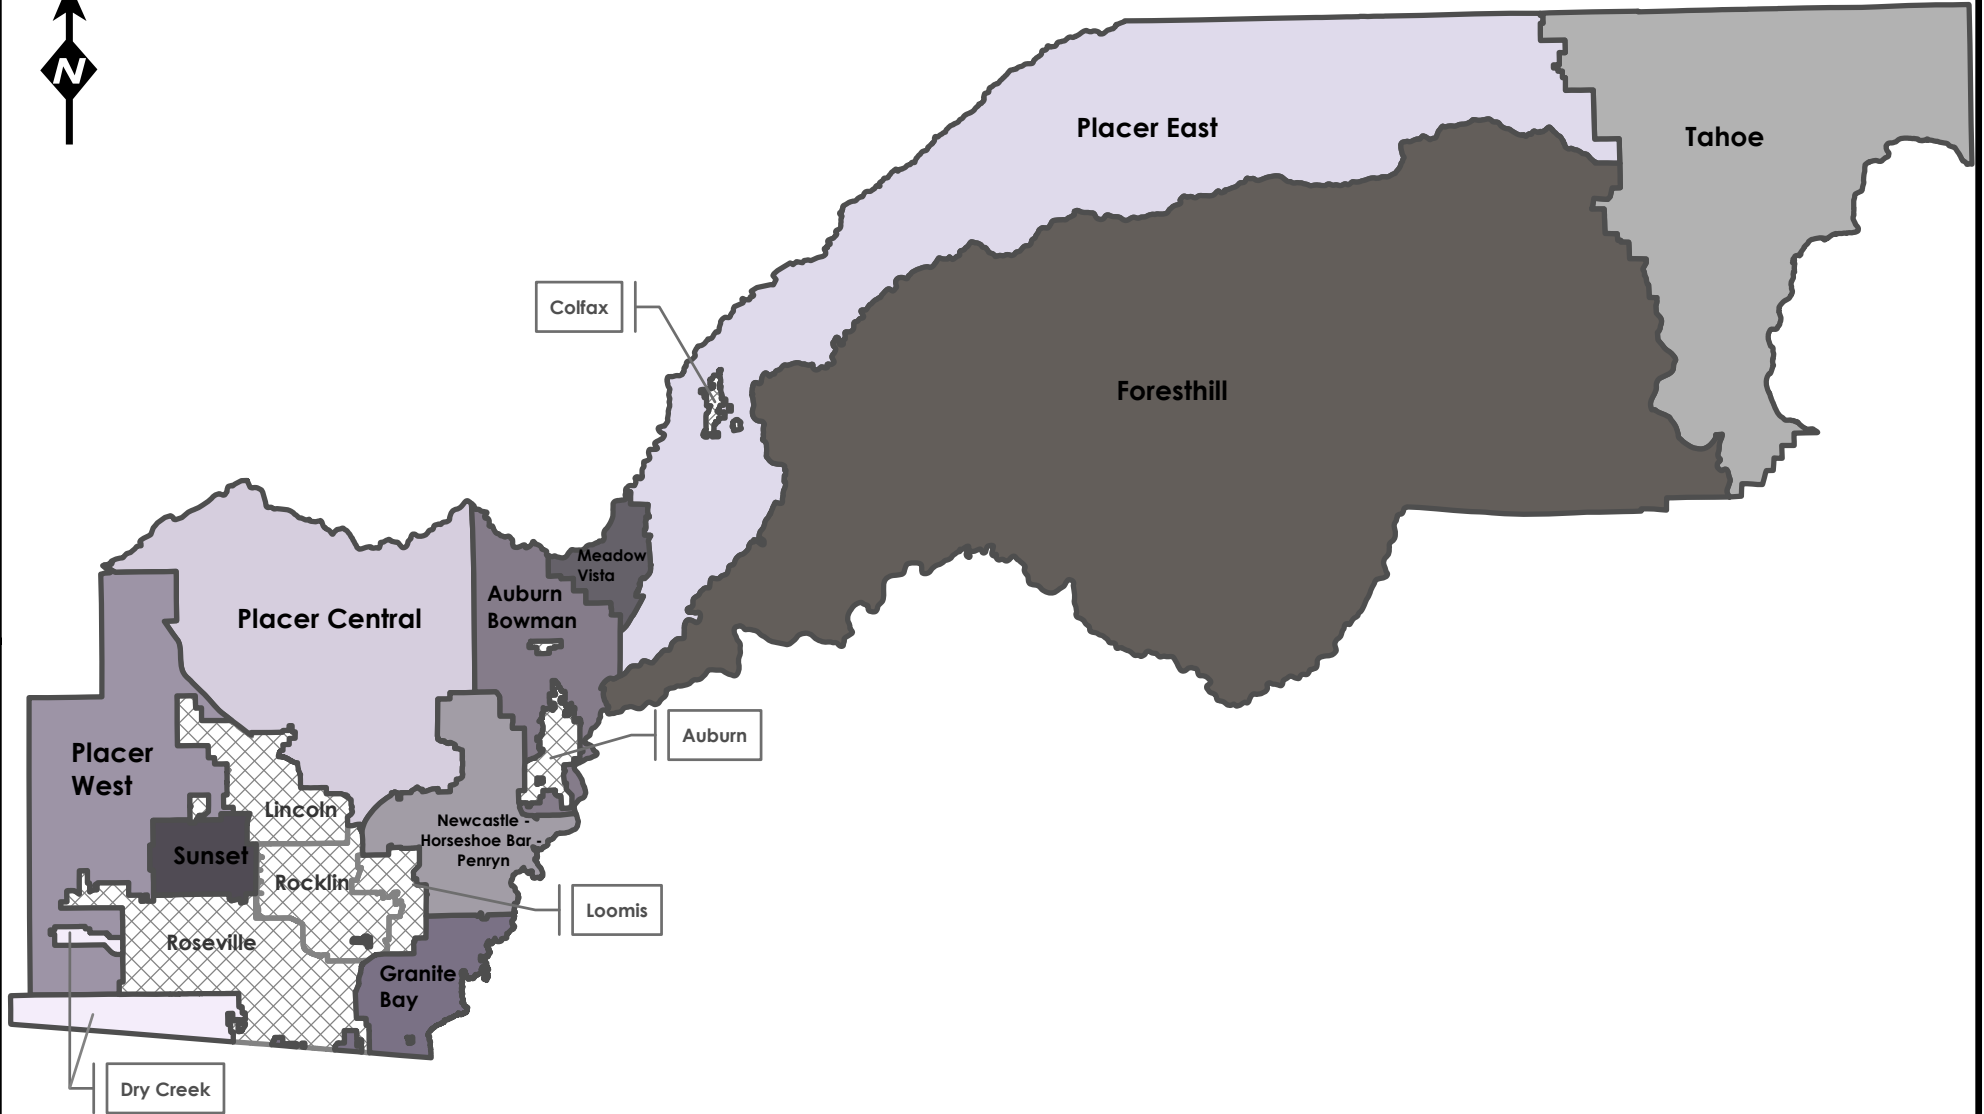 N
Placer East
Tahoe
Colfax
Foresthill
Meadow
Vista
Auburn
Bowman
Placer Central
Auburn
Placer
West
Lincoln
Newcastle -
Horseshoe Bar -
Penryn
Sunset
Rocklin
Loomis
Roseville
Granite
Bay
Dry Creek